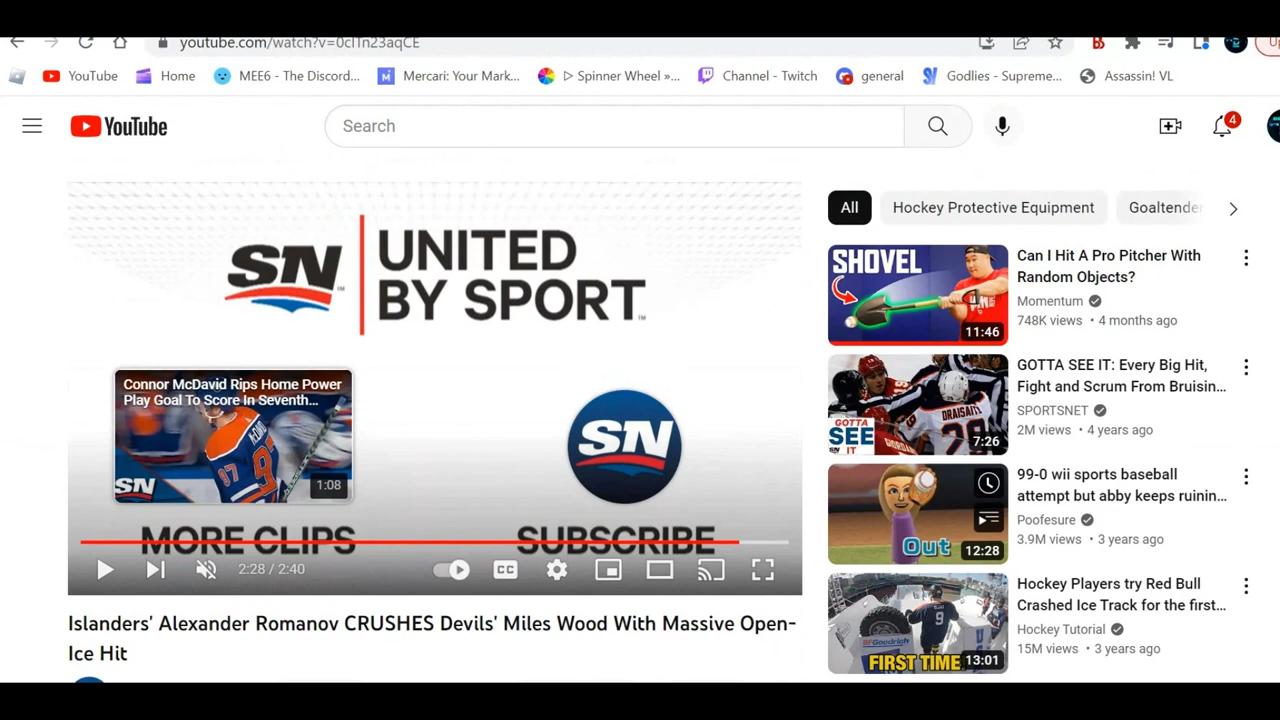 youtube.com/watch?v=0clTn23aqCE
YouTube
Home
MEE6 - The Discord...
Mercari: Your Mark...
▷ Spinner Wheel »...
Channel - Twitch
general
Godlies - Supreme...
Assassin! VL
YouTube
Search
4
SN
UNITED
BY SPORT
Connor McDavid Rips Home Power
Play Goal To Score In Seventh...
97
SN
1:08
SN
MORE CLIPS
SUBSCRIBE
2:28 / 2:40
CC
Islanders' Alexander Romanov CRUSHES Devils' Miles Wood With Massive Open-
Ice Hit
All
Hockey Protective Equipment
Goaltender
SHOVEL
11:46
Can I Hit A Pro Pitcher With
Random Objects?
Momentum
748K views • 4 months ago
GOTTA
SEE
IT
DRAISAITL
7:26
GOTTA SEE IT: Every Big Hit,
Fight and Scrum From Bruisin...
SPORTSNET
2M views • 4 years ago
Out
12:28
99-0 wii sports baseball
attempt but abby keeps ruinin...
Poofesure
3.9M views • 3 years ago
BFGoodrich
9
FIRST TIME
13:01
Hockey Players try Red Bull
Crashed Ice Track for the first...
Hockey Tutorial
15M views • 3 years ago